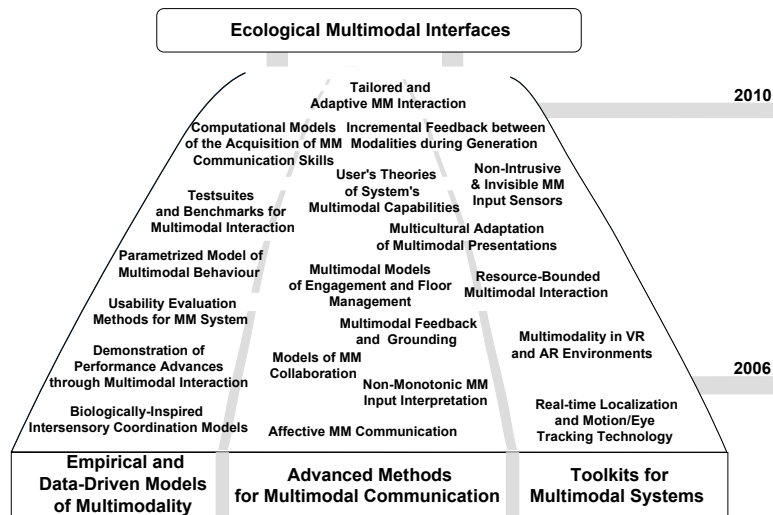 Ecological Multimodal Interfaces
2010
Tailored and
Adaptive MM Interaction
Computational Models
of the Acquisition of MM
Communication Skills
Incremental Feedback between
Modalities during Generation
User's Theories
of System's
Multimodal Capabilities
Non-Intrusive
& Invisible MM
Input Sensors
Testsuites
and Benchmarks for
Multimodal Interaction
Multicultural Adaptation
of Multimodal Presentations
Parametrized Model of
Multimodal Behaviour
Multimodal Models
of Engagement and Floor
Management
Resource-Bounded
Multimodal Interaction
Usability Evaluation
Methods for MM System
Multimodal Feedback
and Grounding
Multimodality in VR
and AR Environments
Demonstration of
Performance Advances
through Multimodal Interaction
Models of MM
Collaboration
2006
Non-Monotonic MM
Input Interpretation
Biologically-Inspired
Intersensory Coordination Models
Affective MM Communication
Real-time Localization
and Motion/Eye
Tracking Technology
Empirical and
Data-Driven Models
of Multimodality
Advanced Methods
for Multimodal Communication
Toolkits for
Multimodal Systems